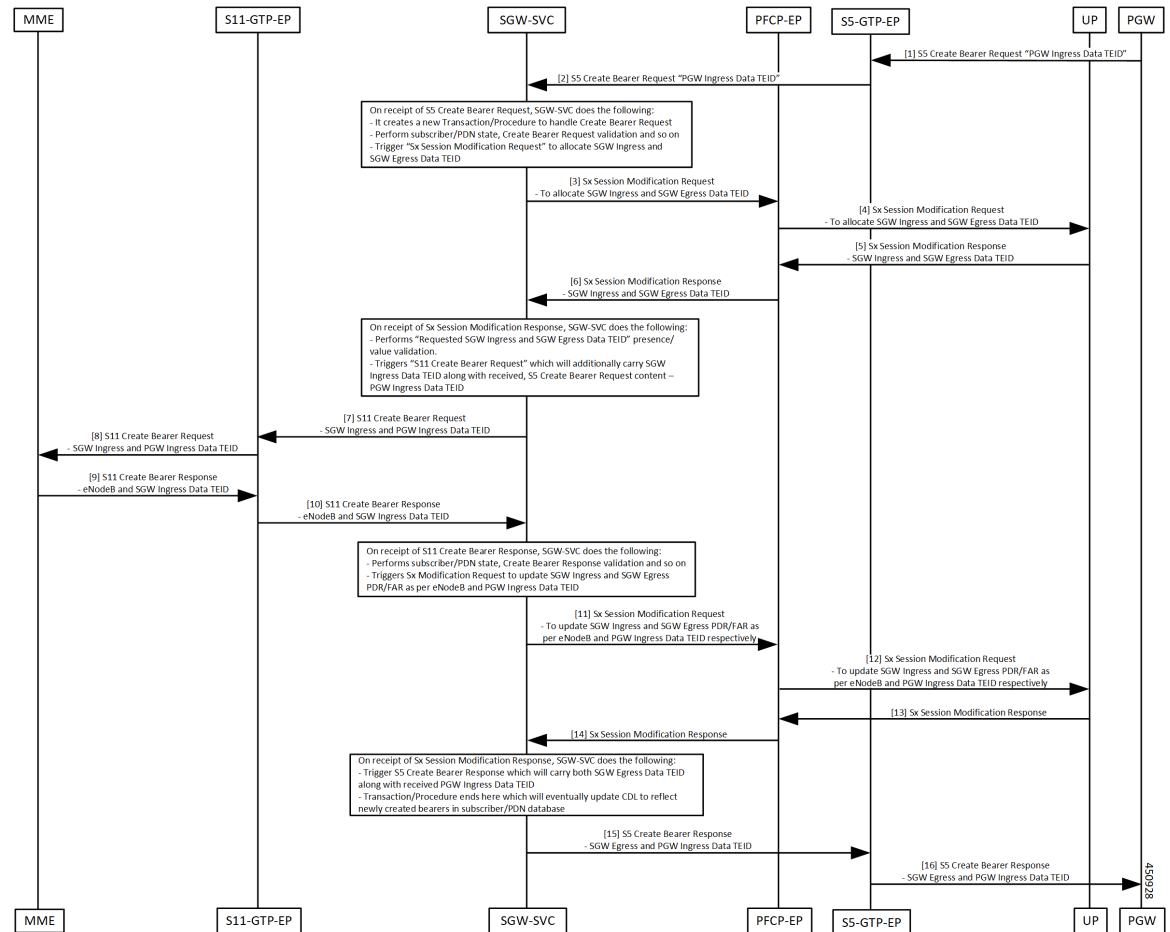 MME
S11-GTP-EP
SGW-SVC
PFCP-EP
S5-GTP-EP
UP
PGW
[1] S5 Create Bearer Request “PGW Ingress Data TEID”
[2] S5 Create Bearer Request “PGW Ingress Data TEID”
On receipt of S5 Create Bearer Request, SGW-SVC does the following:
- It creates a new Transaction/Procedure to handle Create Bearer Request
- Perform subscriber/PDN state, Create Bearer Request validation and so on
- Trigger “Sx Session Modification Request” to allocate SGW Ingress and
SGW Egress Data TEID
[3] Sx Session Modification Request
- To allocate SGW Ingress and SGW Egress Data TEID
[4] Sx Session Modification Request
- To allocate SGW Ingress and SGW Egress Data TEID
[5] Sx Session Modification Response
- SGW Ingress and SGW Egress Data TEID
[6] Sx Session Modification Response
- SGW Ingress and SGW Egress Data TEID
On receipt of Sx Session Modification Response, SGW-SVC does the following:
- Performs “Requested SGW Ingress and SGW Egress Data TEID” presence/
value validation.
- Triggers “S11 Create Bearer Request” which will additionally carry SGW
Ingress Data TEID along with received, S5 Create Bearer Request content –
PGW Ingress Data TEID
[7] S11 Create Bearer Request
- SGW Ingress and PGW Ingress Data TEID
[8] S11 Create Bearer Request
- SGW Ingress and PGW Ingress Data TEID
[9] S11 Create Bearer Response
- eNodeB and SGW Ingress Data TEID
[10] S11 Create Bearer Response
- eNodeB and SGW Ingress Data TEID
On receipt of S11 Create Bearer Response, SGW-SVC does the following:
- Performs subscriber/PDN state, Create Bearer Response validation and so on
- Triggers Sx Modification Request to update SGW Ingress and SGW Egress
PDR/FAR as per eNodeB and PGW Ingress Data TEID
[11] Sx Session Modification Request
- To update SGW Ingress and SGW Egress PDR/FAR as
per eNodeB and PGW Ingress Data TEID respectively
[12] Sx Session Modification Request
- To update SGW Ingress and SGW Egress PDR/FAR as
per eNodeB and PGW Ingress Data TEID respectively
[13] Sx Session Modification Response
[14] Sx Session Modification Response
On receipt of Sx Session Modification Response, SGW-SVC does the following:
- Trigger S5 Create Bearer Response which will carry both SGW Egress Data TEID
along with received PGW Ingress Data TEID
- Transaction/Procedure ends here which will eventually update CDL to reflect
newly created bearers in subscriber/PDN database
[15] S5 Create Bearer Response
- SGW Egress and PGW Ingress Data TEID
[16] S5 Create Bearer Response
- SGW Egress and PGW Ingress Data TEID
450928
MME
S11-GTP-EP
SGW-SVC
PFCP-EP
S5-GTP-EP
UP
PGW